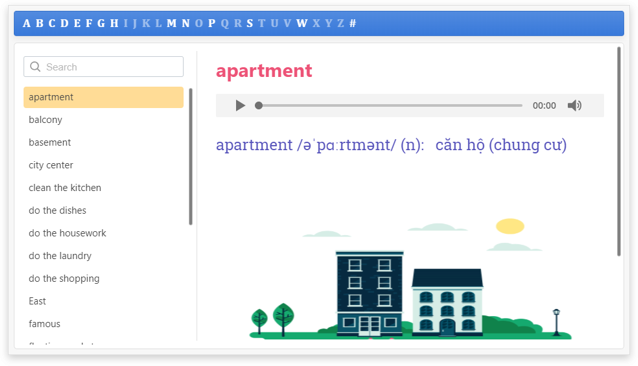 A B C D E F G H I J K L M N O P Q R S T U V W X Y Z #
Search
apartment
balcony
basement
city center
clean the kitchen
do the dishes
do the housework
do the laundry
do the shopping
East
famous
apartment
00:00
apartment /əˈpɑːrtmənt/ (n): căn hộ (chung cư)